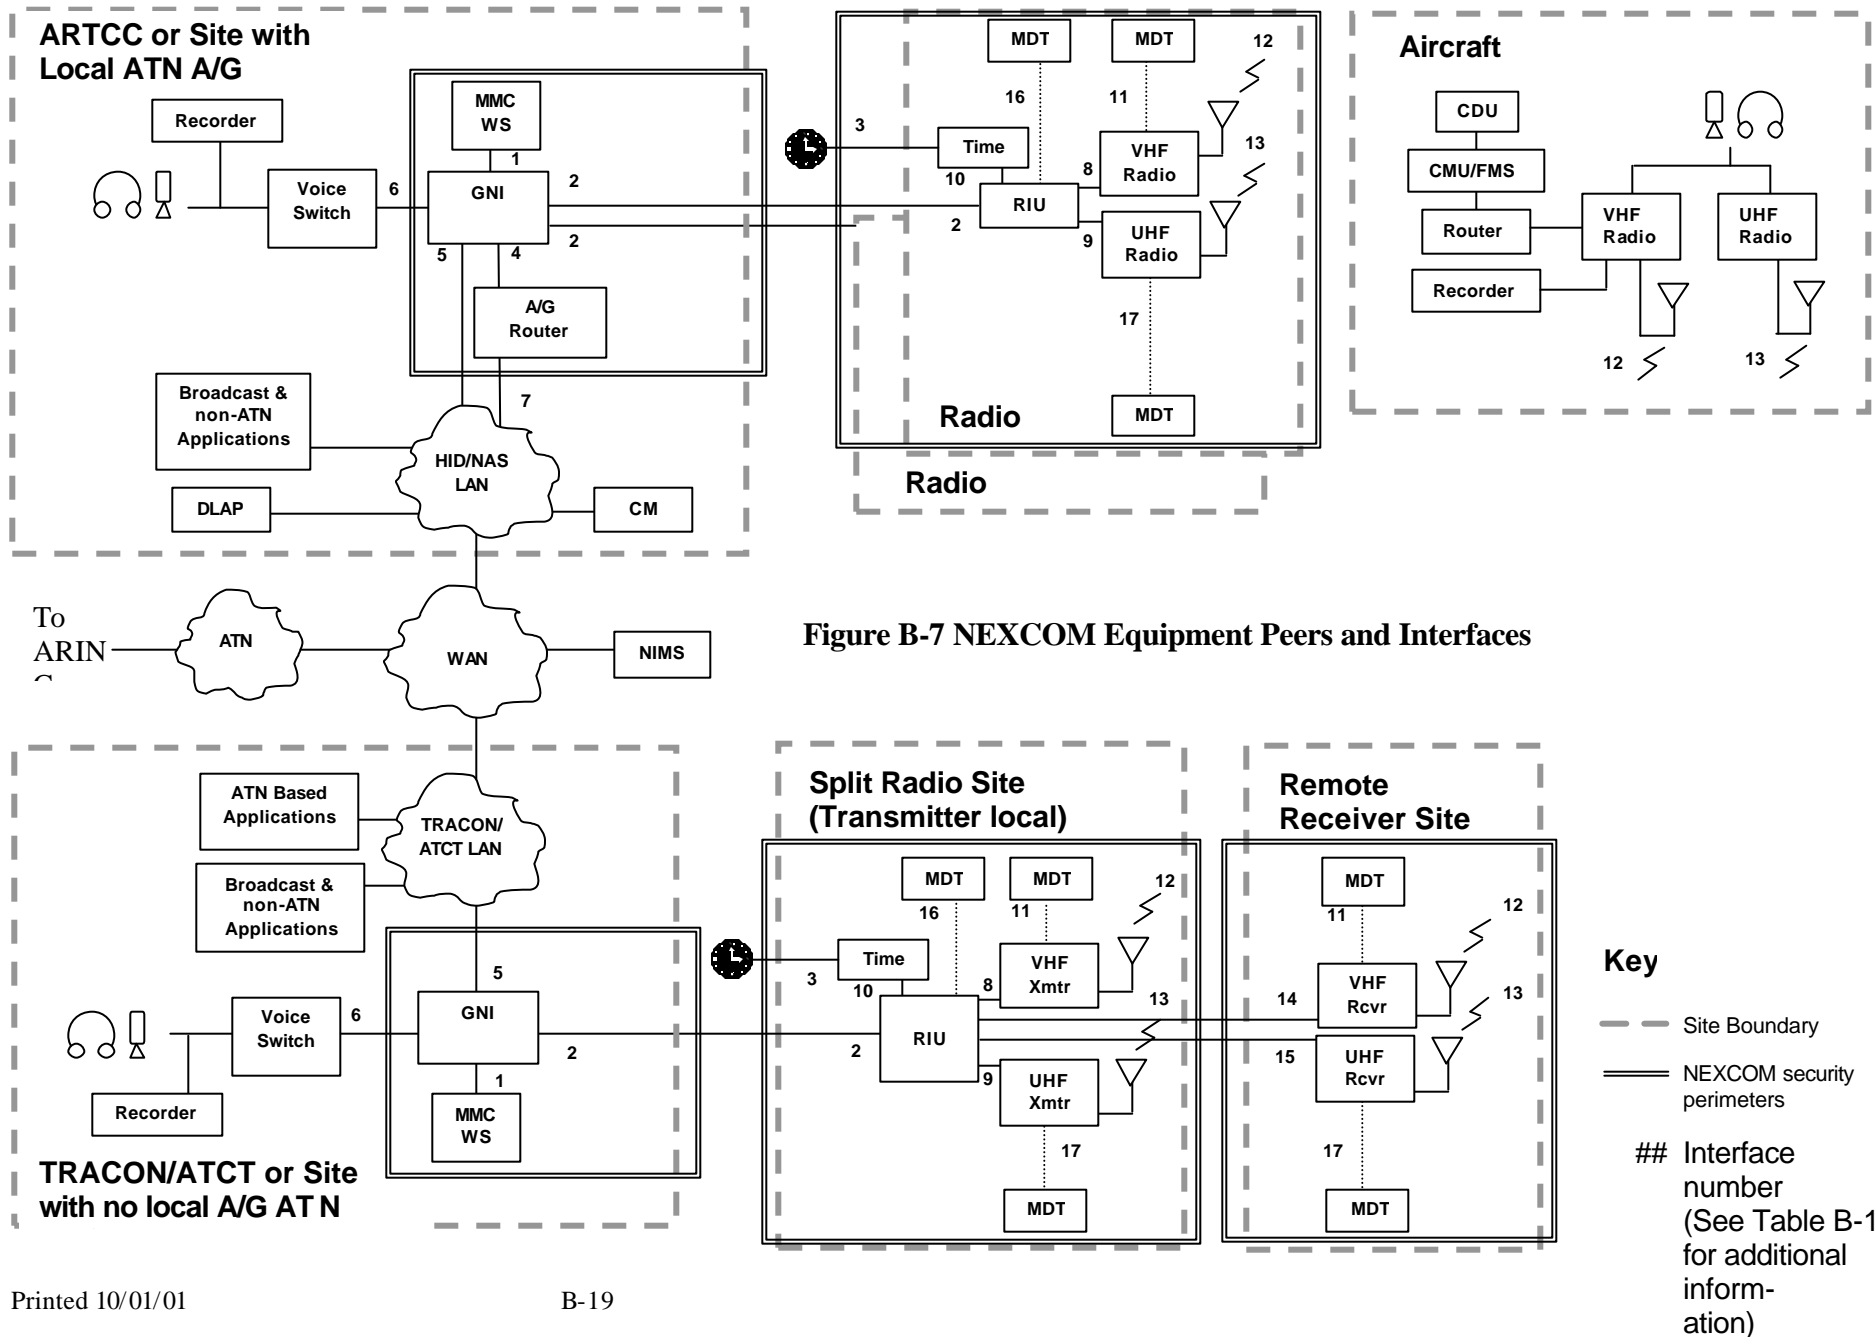 ARTCC or Site with
Local ATN A/G
Recorder
MMC
WS
1
Voice
Switch
6
GNI
2
2
5
4
A/G
Router
Broadcast &
non-ATN
Applications
7
HID/NAS
LAN
DLAP
CM
MDT
MDT
12
16
11
3
Time
VHF
Radio
13
10
8
RIU
2
9
UHF
Radio
17
MDT
Radio
Radio
Aircraft
CDU
CMU/FMS
Router
Recorder
VHF
Radio
UHF
Radio
12
13
To
ARIN
ATN
WAN
NIMS
Figure B-7 NEXCOM Equipment Peers and Interfaces
ATN Based
Applications
TRACON/
ATCT LAN
Broadcast &
non-ATN
Applications
5
Voice
Switch
6
GNI
2
1
Recorder
MMC
WS
TRACON/ATCT or Site
with no local A/G AT N
Split Radio Site
(Transmitter local)
MDT
MDT
12
16
11
Time
VHF
Xmtr
3
10
8
13
RIU
2
9
UHF
Xmtr
17
MDT
Remote
Receiver Site
MDT
11
12
VHF
Rcvr
13
14
15
UHF
Rcvr
17
MDT
Key
Site Boundary
NEXCOM security
perimeters
## Interface
number
(See Table B-1
for additional
inform-
ation)
Printed 10/01/01
B-19